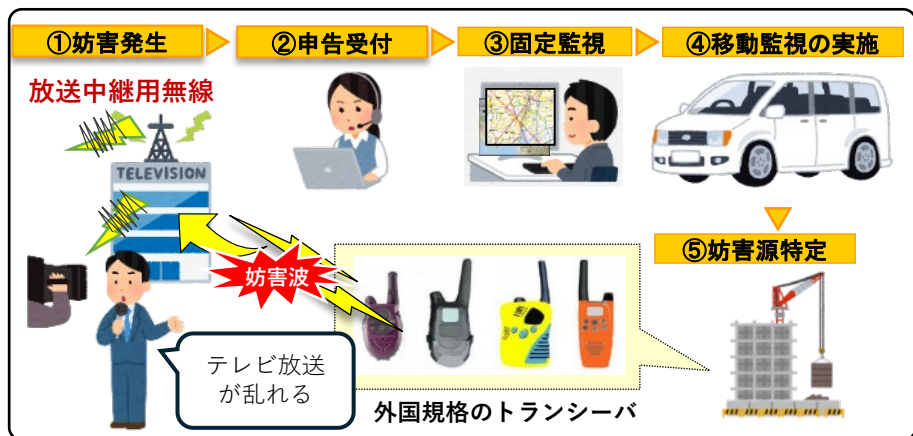 ①妨害発生
②申告受付
③固定監視
④移動監視の実施
放送中継用無線
TELEVISION
⑤妨害源特定
妨害波
テレビ放送
が乱れる
外国規格のトランシーバ